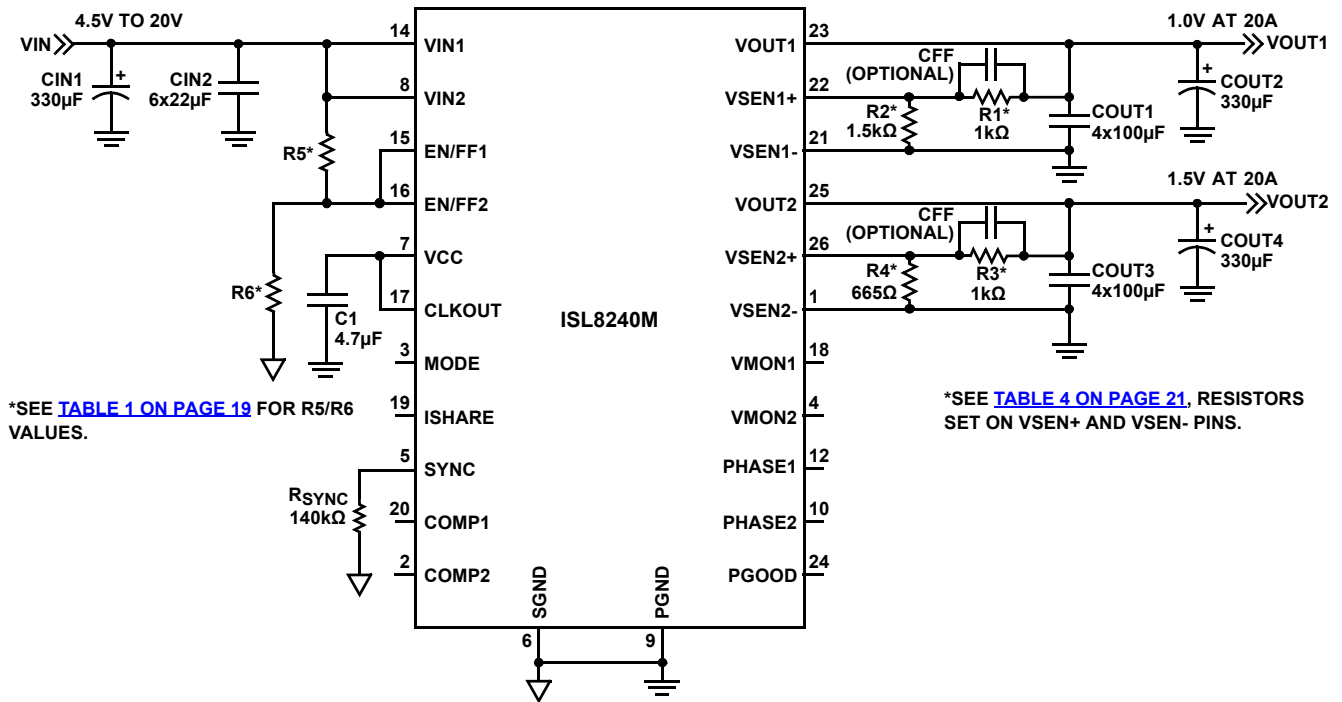 4.5V TO 20V
VIN
CIN1
330µF
+
CIN2
6x22µF
R5*
R6*
C1
4.7µF
*SEE TABLE 1 ON PAGE 19 FOR R5/R6
VALUES.
RSYNC
140kΩ
14
VIN1
8
VIN2
15
EN/FF1
16
EN/FF2
7
VCC
17
CLKOUT
3
MODE
19
ISHARE
5
SYNC
20
COMP1
2
COMP2
ISL8240M
SGND
6
PGND
9
VOUT1
23
VSEN1+
22
VSEN1-
21
VOUT2
25
VSEN2+
26
VSEN2-
1
VMON1
18
VMON2
4
PHASE1
12
PHASE2
10
PGOOD
24
1.0V AT 20A
VOUT1
CFF
(OPTIONAL)
R2*
1.5kΩ
R1*
1kΩ
COUT1
4x100µF
+
COUT2
330µF
1.5V AT 20A
VOUT2
CFF
(OPTIONAL)
R4*
665Ω
R3*
1kΩ
COUT3
4x100µF
+
COUT4
330µF
*SEE TABLE 4 ON PAGE 21, RESISTORS
SET ON VSEN+ AND VSEN- PINS.